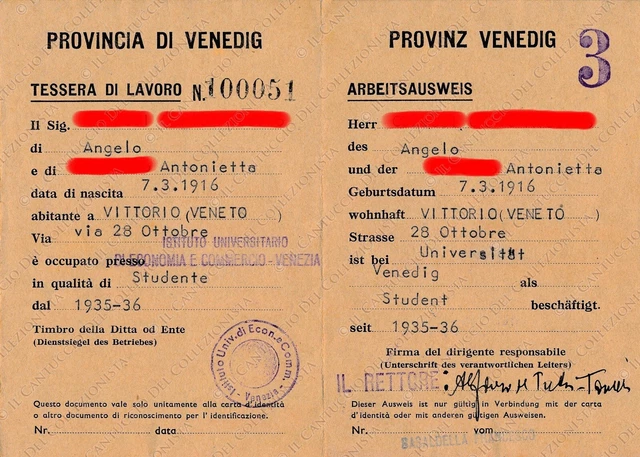 PROVINCIA DI VENEDIG
TESSERA DI LAVORO N. 100051
Il Sig.
di Angelo
e di Antonietta
data di nascita 7.3.1916
abitante a VITTORIO (VENETO)
Via via 28 Ottobre
ISTITUTO UNIVERSITARIO
è occupato presso DI ECONOMIA E COMMERCIO - VENEZIA
in qualità di Studente
dal 1935-36
Timbro della Ditta od Ente
(Dienstsiegel des Betriebes)
Istituto Univ. di Econ. e Comm. - Venezia -
Questo documento vale solo unitamente alla carta d'identità
o altro documento di riconoscimento per l'identificazione.
Nr. data
PROVINZ VENEDIG
3
ARBEITSAUSWEIS
Herr
des Angelo
und der Antonietta
Geburtsdatum 7.3.1916
wohnhaft VITTORIO (VENETO)
Strasse 28 Ottobre
ist bei Universität
Venedig als
Student beschäftigt.
seit 1935-36
Firma del dirigente responsabile
(Unterschrift des verantwortlichen Leiters)
IL RETTORE:
Dieser Ausweis ist nur gültig in Verbindung mit der carta
d'identità oder mit anderen gültigen Ausweisen.
Nr. vom